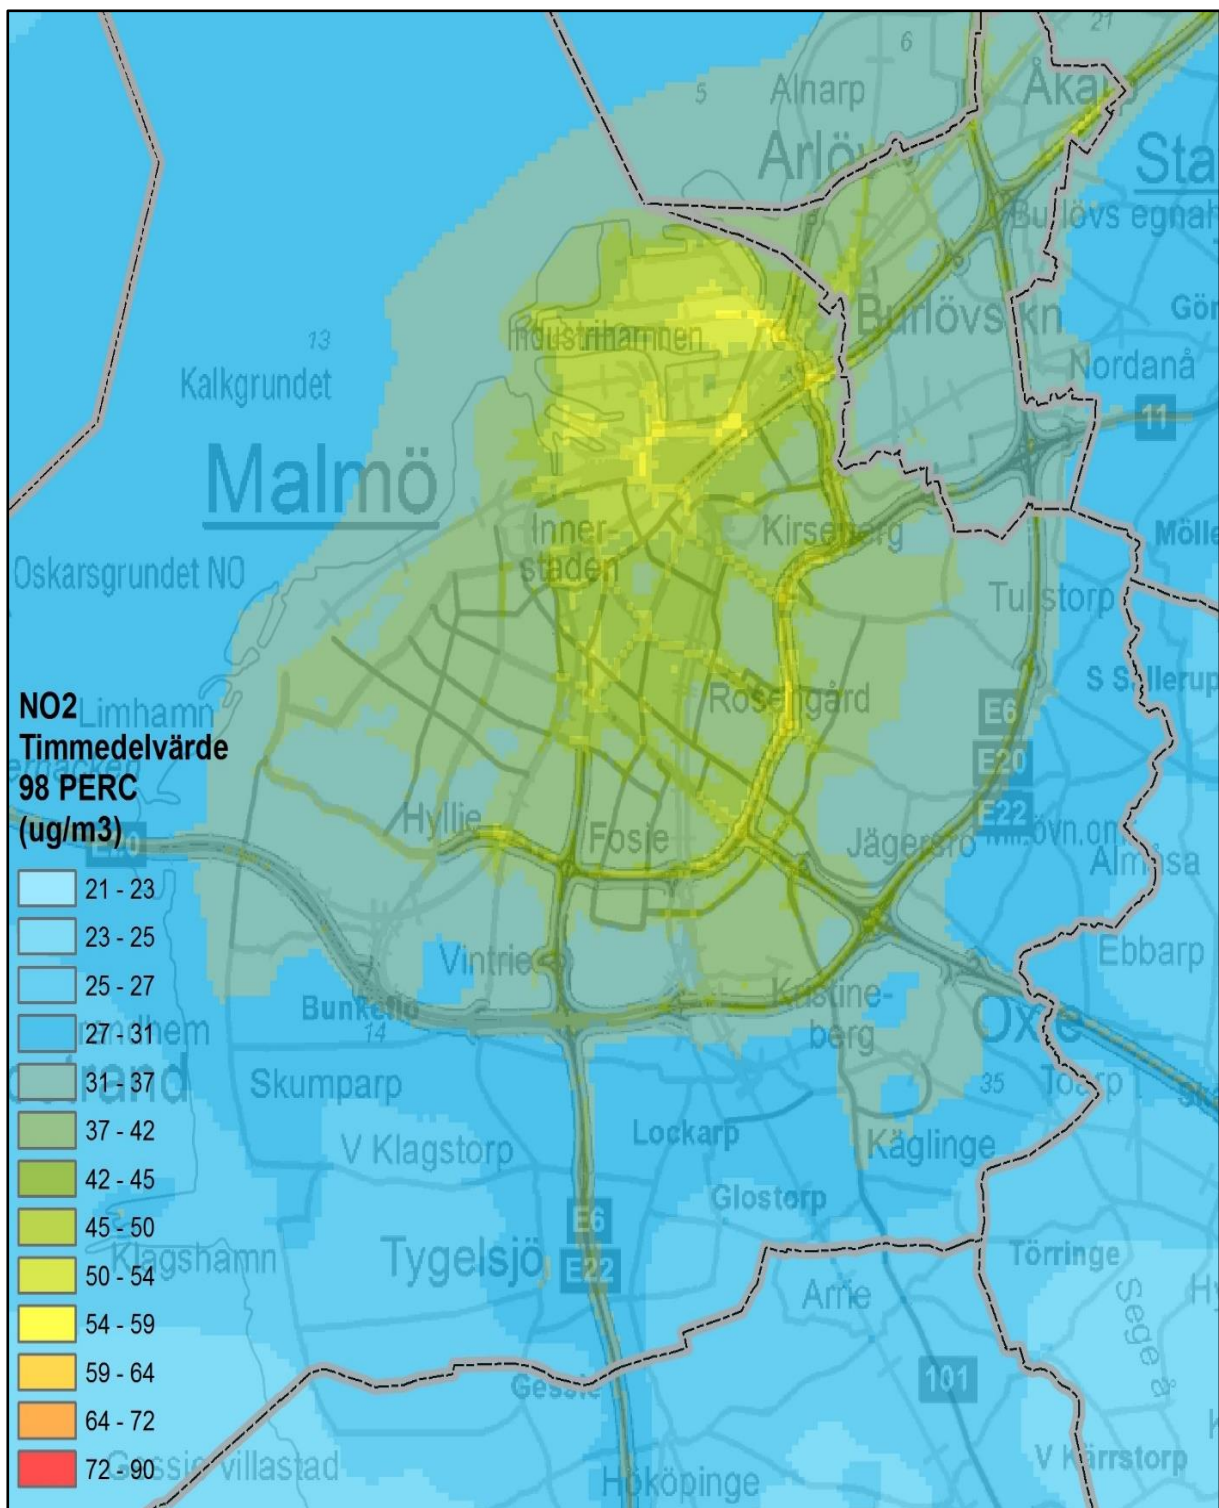 21
6
Alnarp
Åkarp
5
Arlöv
Sta
Burlövs egnah
Industrihamnen
Burlövs kn
Gör
13
Kalkgrundet
Nordanå
11
Malmö
Inner-
staden
Kirseberg
Mölle
Oskarsgrundet NO
Tullstorp
Rosengård
S Sallerup
NO2
Limhamn
Timmedelvärde
98 PERC
(ug/m3)
E6
E20
E22
E20
Hyllie
Fosie
Jägersro
Almåsa
21 - 23
23 - 25
25 - 27
27 - 31
31 - 37
37 - 42
42 - 45
45 - 50
50 - 54
54 - 59
59 - 64
64 - 72
72 - 90
Vintrie
Ebbarp
Bunkeflo
14
Kristine-
berg
Oxie
Skumparp
35
Toarp
V Klagstorp
Lockarp
Käglinge
Glostorp
E6
E22
Klagshamn
Tygelsjö
Törringe
Arrie
Sege å
101
Gessie
Gessie villastad
Hököpinge
V Kärrstorp